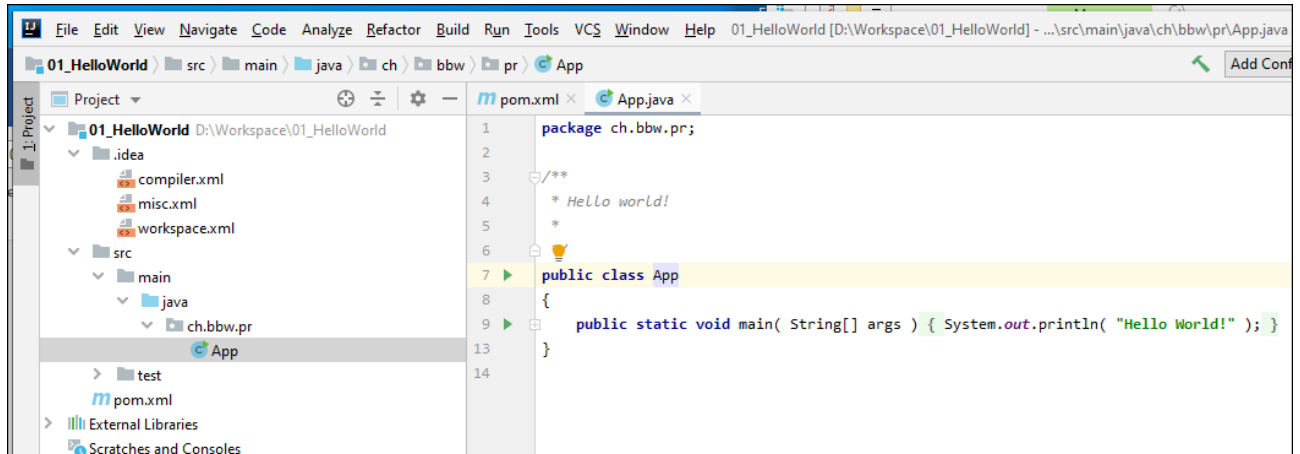 File Edit View Navigate Code Analyze Refactor Build Run Tools VCS Window Help 01_HelloWorld [D:\Workspace\01_HelloWorld] - ...\src\main\java\ch\bbw\pr\App.java
01_HelloWorld src main java ch bbw pr App Add Conf
1: Project
Project
pom.xml App.java
01_HelloWorld D:\Workspace\01_HelloWorld
.idea
compiler.xml
misc.xml
workspace.xml
src
main
java
ch.bbw.pr
App
test
pom.xml
External Libraries
Scratches and Consoles
1 package ch.bbw.pr;
2
3 /**
4 * Hello world!
5 *
6
7 public class App
8 {
9 public static void main( String[] args ) { System.out.println( "Hello World!" ); }
13 }
14